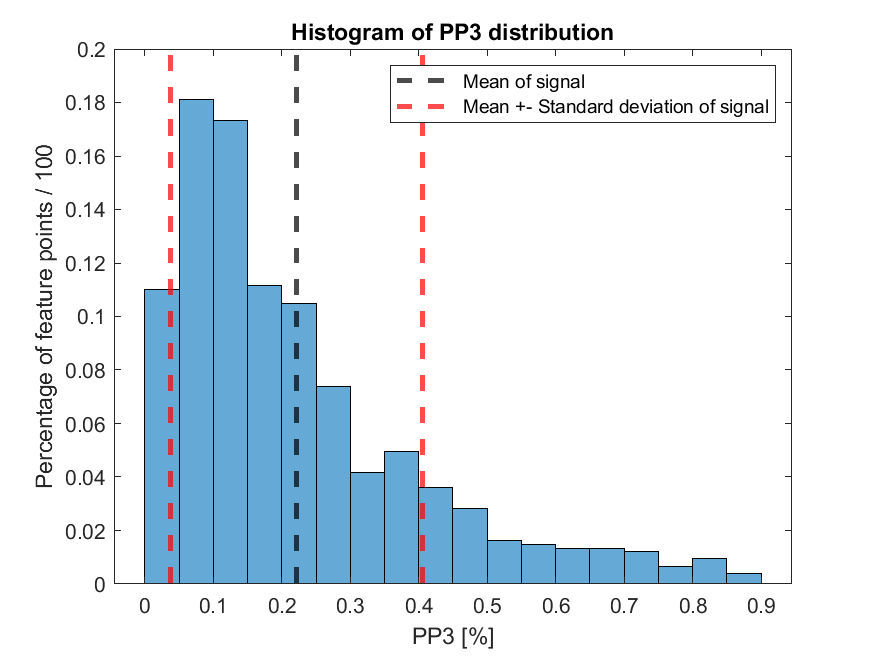 Histogram of PP3 distribution
Mean of signal
Mean +- Standard deviation of signal
Percentage of feature points / 100
0.2
0.18
0.16
0.14
0.12
0.1
0.08
0.06
0.04
0.02
0
0 0.1 0.2 0.3 0.4 0.5 0.6 0.7 0.8 0.9
PP3 [%]